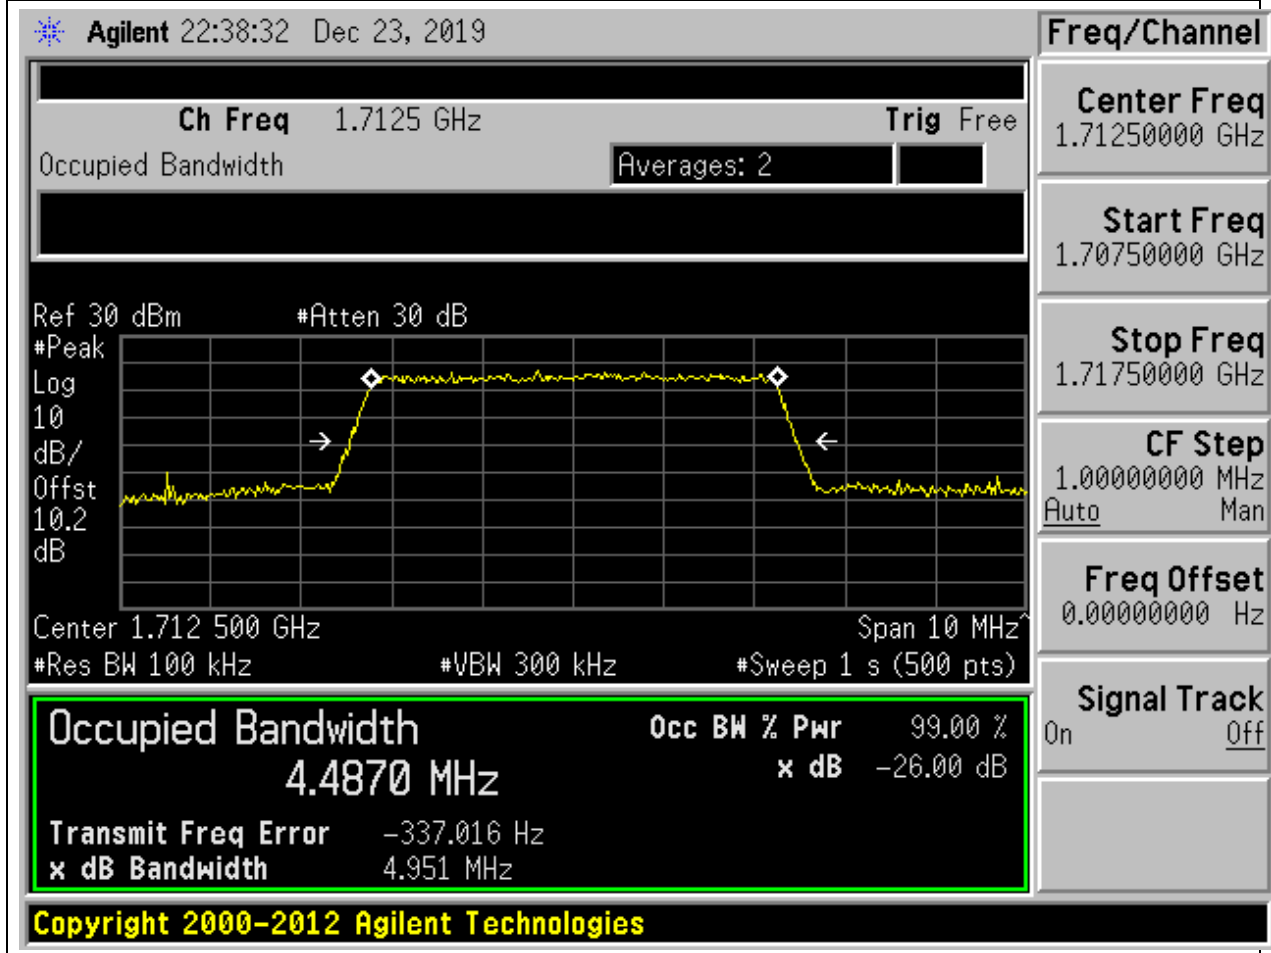 Agilent 22:38:32 Dec 23, 2019
Freq/Channel
Ch Freq 1.7125 GHz Trig Free
Occupied Bandwidth Averages: 2
Ref 30 dBm #Atten 30 dB
#Peak
Log
10
dB/
Offst
10.2
dB
Center 1.712 500 GHz Span 10 MHz^
#Res BW 100 kHz #VBW 300 kHz #Sweep 1 s (500 pts)
Occupied Bandwidth Occ BW % Pwr 99.00 %
4.4870 MHz x dB -26.00 dB
Transmit Freq Error -337.016 Hz
x dB Bandwidth 4.951 MHz
Copyright 2000-2012 Agilent Technologies
Center Freq
1.71250000 GHz
Start Freq
1.70750000 GHz
Stop Freq
1.71750000 GHz
CF Step
1.00000000 MHz
Auto Man
Freq Offset
0.00000000 Hz
Signal Track
On Off